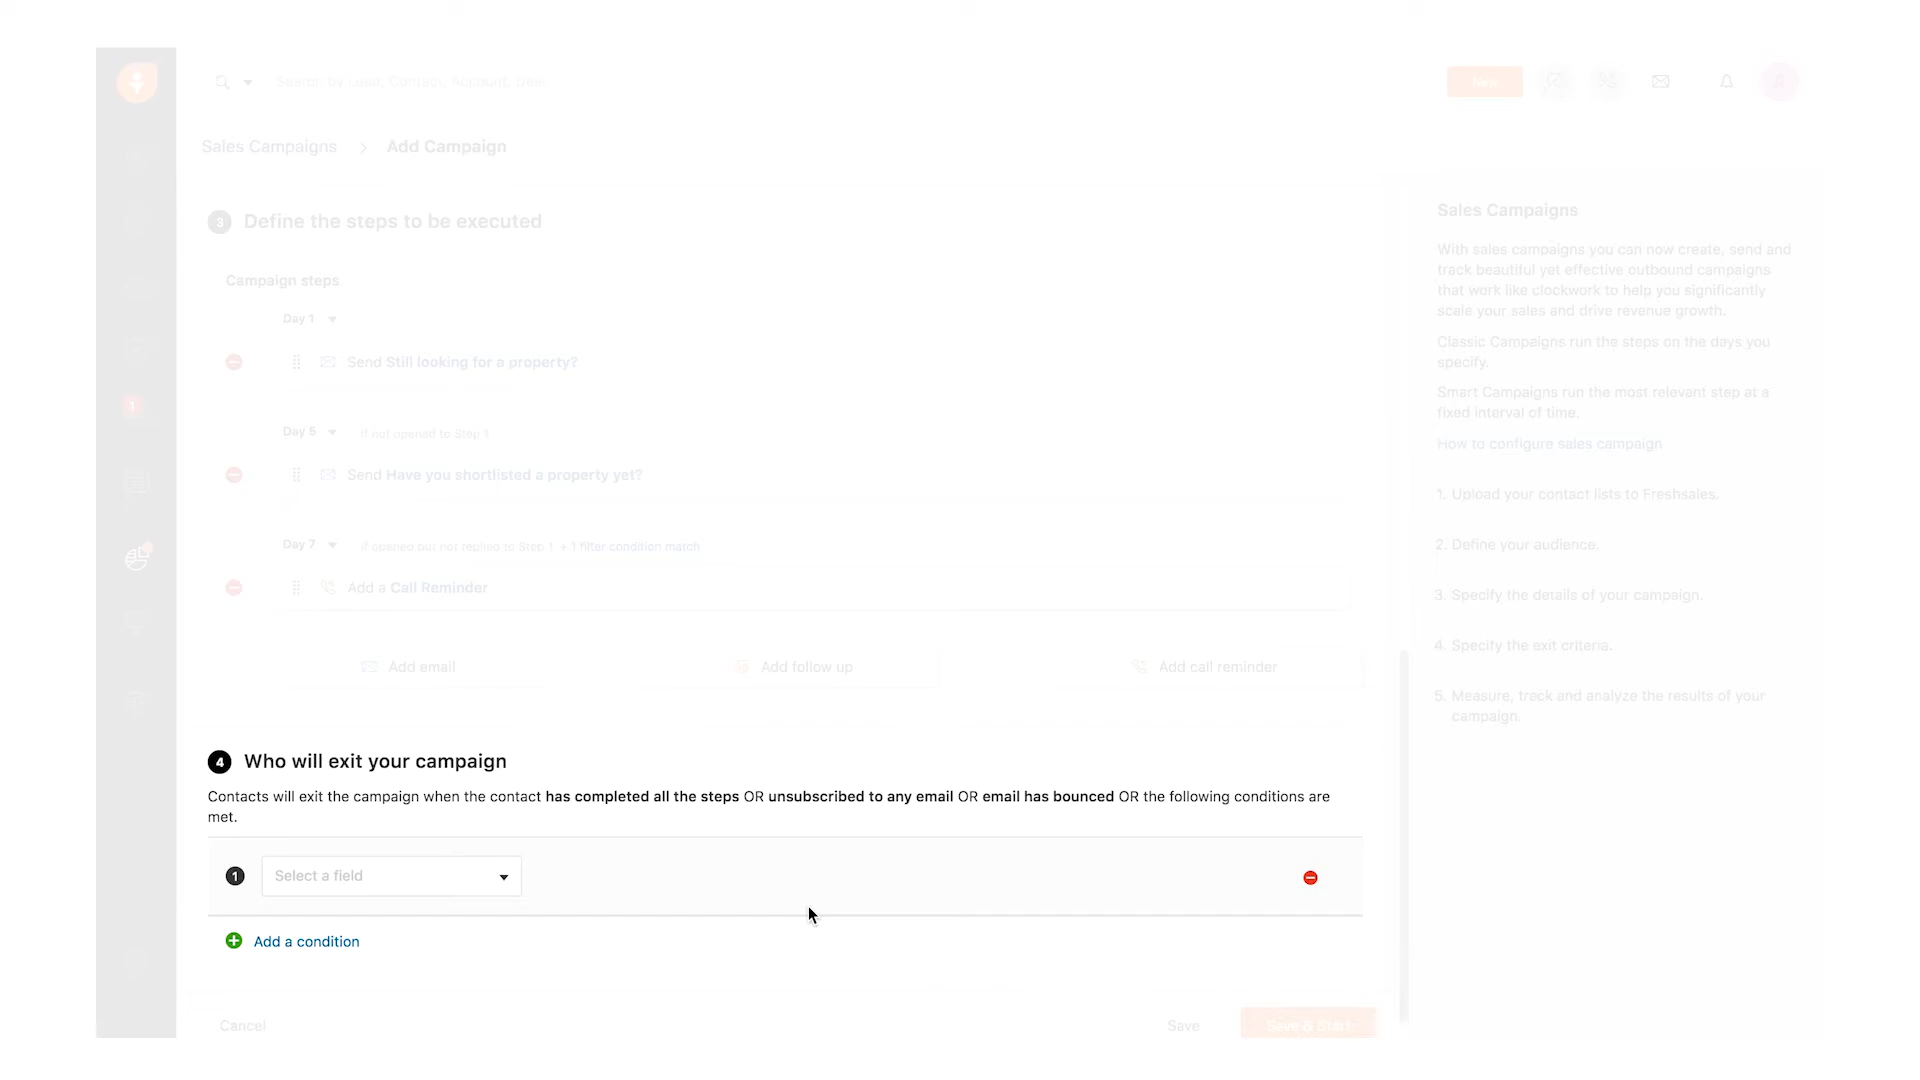 Search by Lead, Contact, Account, Deal
New
A
Sales Campaigns > Add Campaign
3 Define the steps to be executed
Campaign steps
Day 1
Send Still looking for a property?
1
Day 5 If not opened to Step 1
Send Have you shortlisted a property yet?
Day 7 If opened but not replied to Step 1 + 1 filter condition match
Add a Call Reminder
Add email
Add follow up
Add call reminder
4 Who will exit your campaign
Contacts will exit the campaign when the contact has completed all the steps OR unsubscribed to any email OR email has bounced OR the following conditions are
met.
1 Select a field
Add a condition
Cancel
Save
Save & Start
Sales Campaigns
With sales campaigns you can now create, send and
track beautiful yet effective outbound campaigns
that work like clockwork to help you significantly
scale your sales and drive revenue growth.
Classic Campaigns run the steps on the days you
specify.
Smart Campaigns run the most relevant step at a
fixed interval of time.
How to configure sales campaign
1. Upload your contact lists to Freshsales.
2. Define your audience.
3. Specify the details of your campaign.
4. Specify the exit criteria.
5. Measure, track and analyze the results of your
campaign.